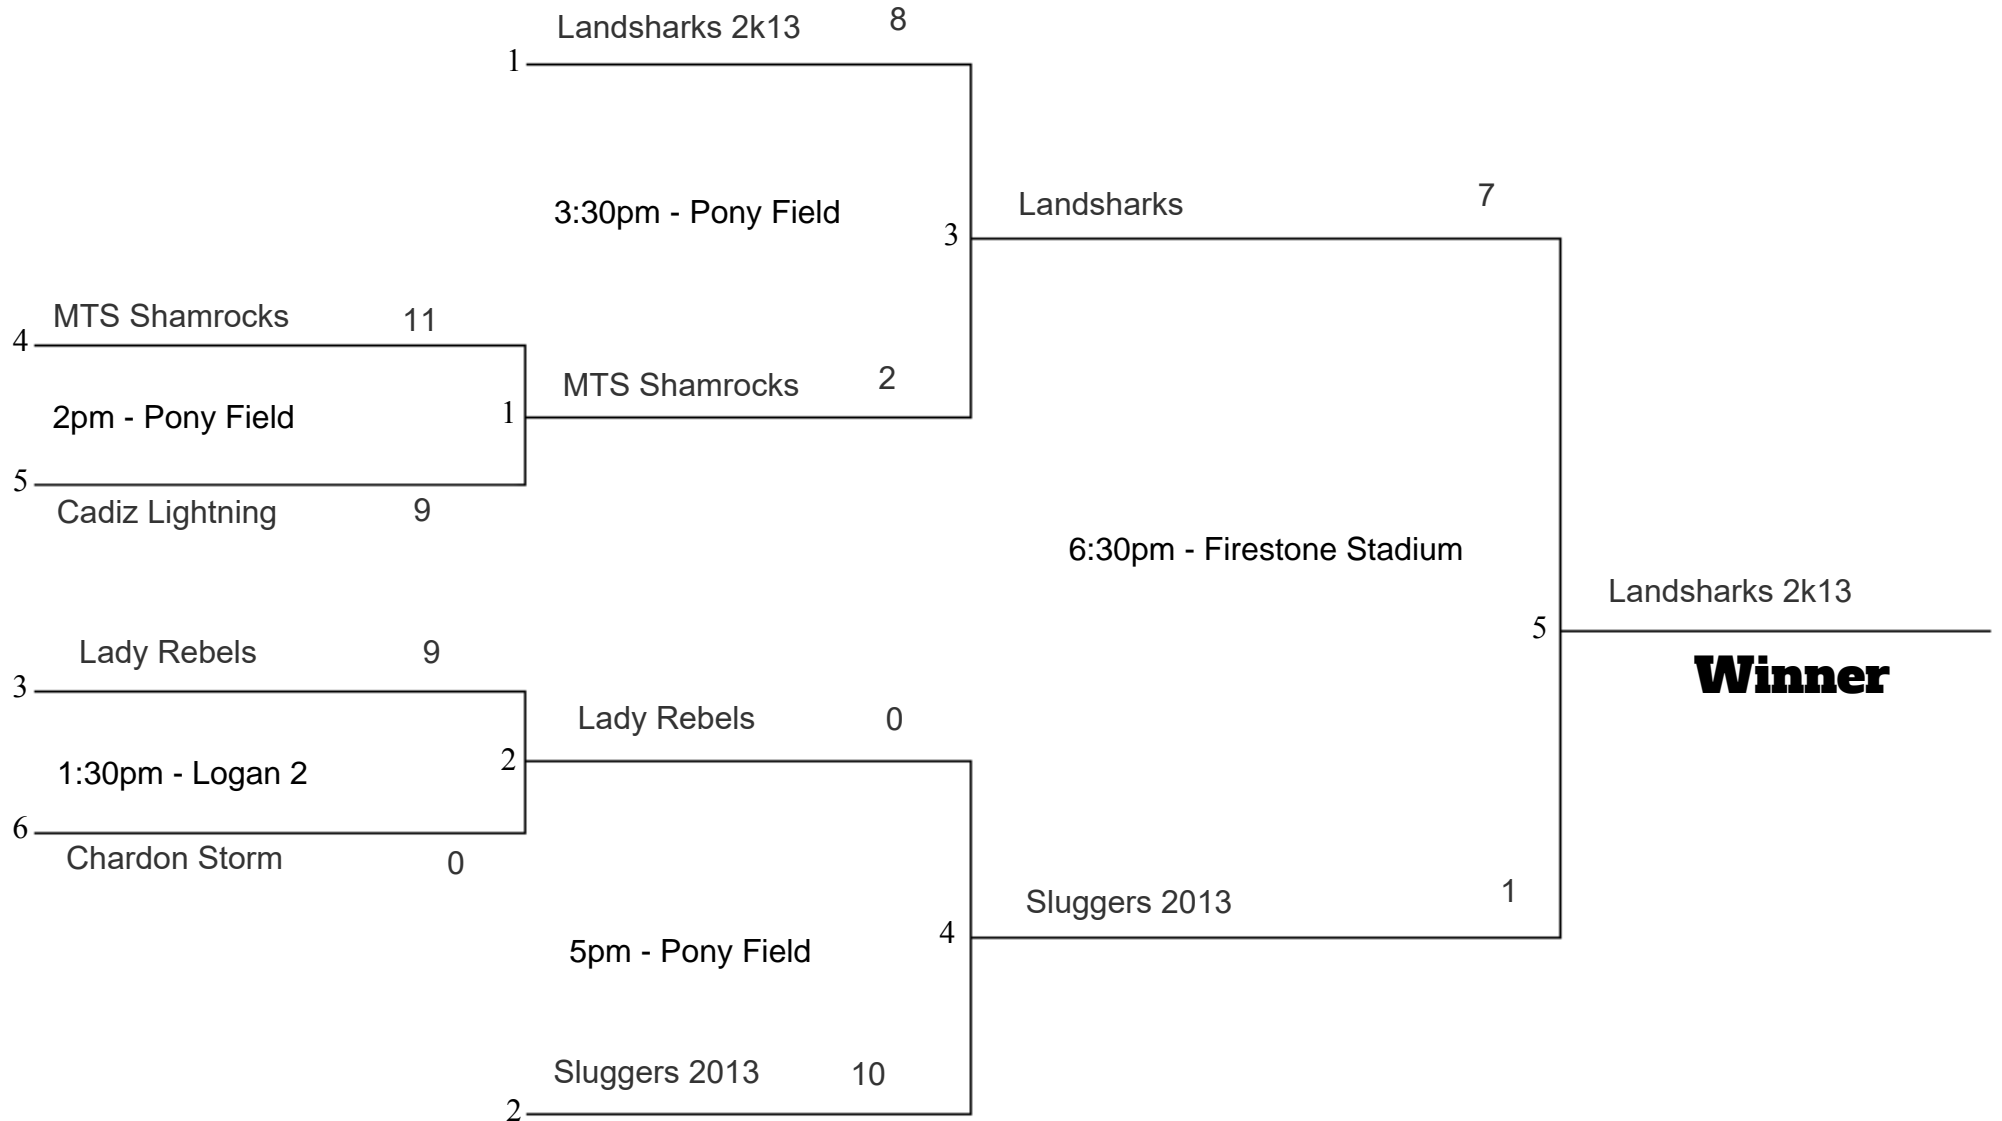 Landsharks 2k13 8
1
3:30pm - Pony Field
Landsharks 7
3
MTS Shamrocks 11
4
MTS Shamrocks 2
2pm - Pony Field 1
5
Cadiz Lightning 9
6:30pm - Firestone Stadium
Landsharks 2k13
5
Winner
Lady Rebels 9
3
Lady Rebels 0
2
1:30pm - Logan 2
6
Chardon Storm 0
Sluggers 2013 1
4
5pm - Pony Field
Sluggers 2013 10
2